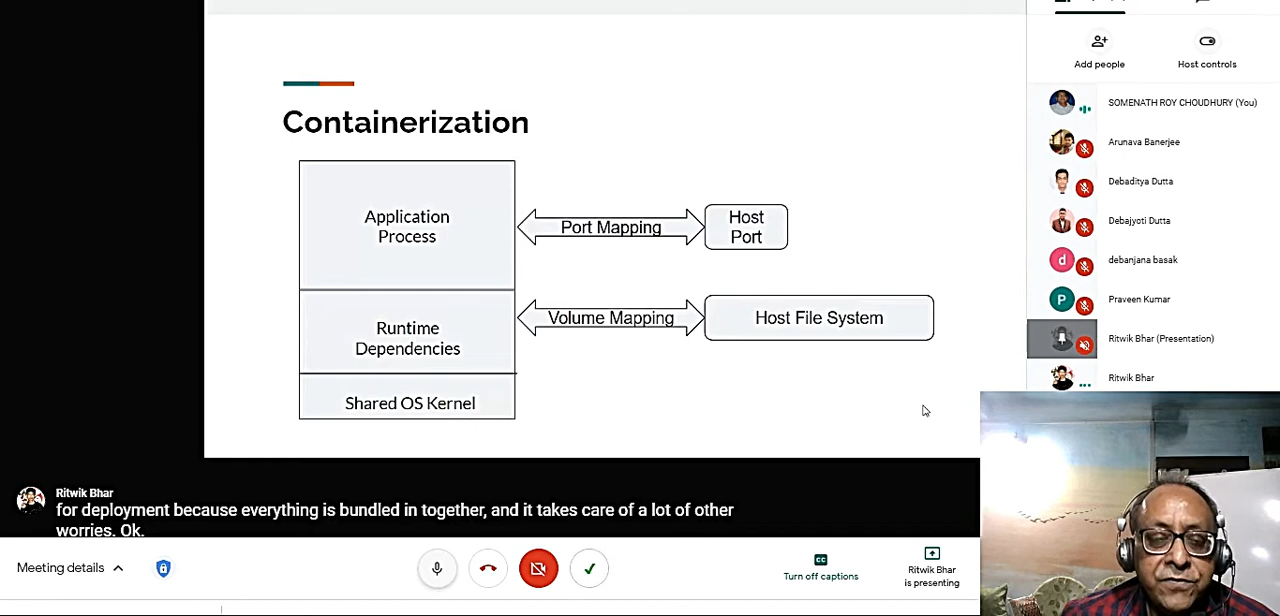 Containerization
Application
Process
Port Mapping
Host
Port
Runtime
Dependencies
Volume Mapping
Host File System
Shared OS Kernel
Add people
Host controls
SOMENATH ROY CHOUDHURY (You)
Arunava Banerjee
Debaditya Dutta
Debajyoti Dutta
d
debanjana basak
P
Praveen Kumar
Ritwik Bhar (Presentation)
Ritwik Bhar
Ritwik Bhar
for deployment because everything is bundled in together, and it takes care of a lot of other
worries. Ok.
Meeting details
CC
Turn off captions
Ritwik Bhar
is presenting